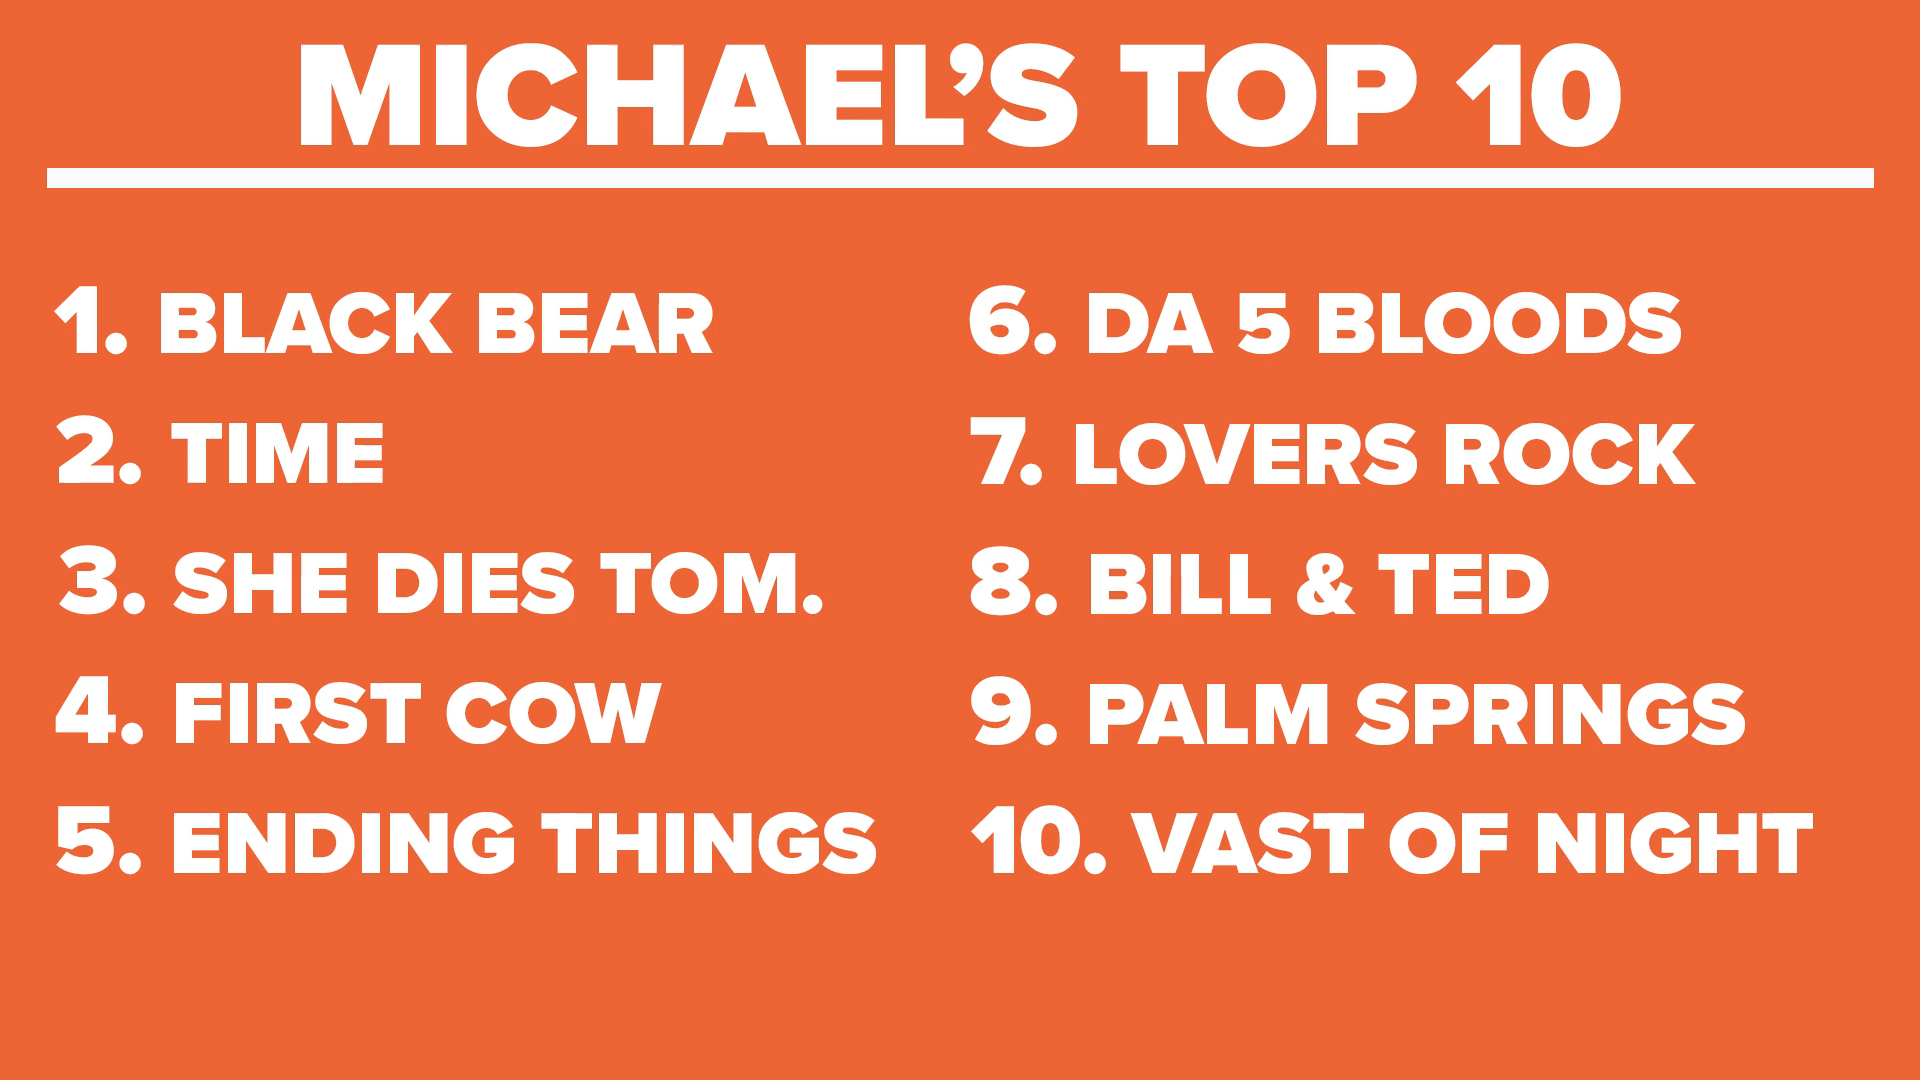 MICHAEL’S TOP 10
1. BLACK BEAR
2. TIME
3. SHE DIES TOM.
4. FIRST COW
5. ENDING THINGS
6. DA 5 BLOODS
7. LOVERS ROCK
8. BILL & TED
9. PALM SPRINGS
10. VAST OF NIGHT